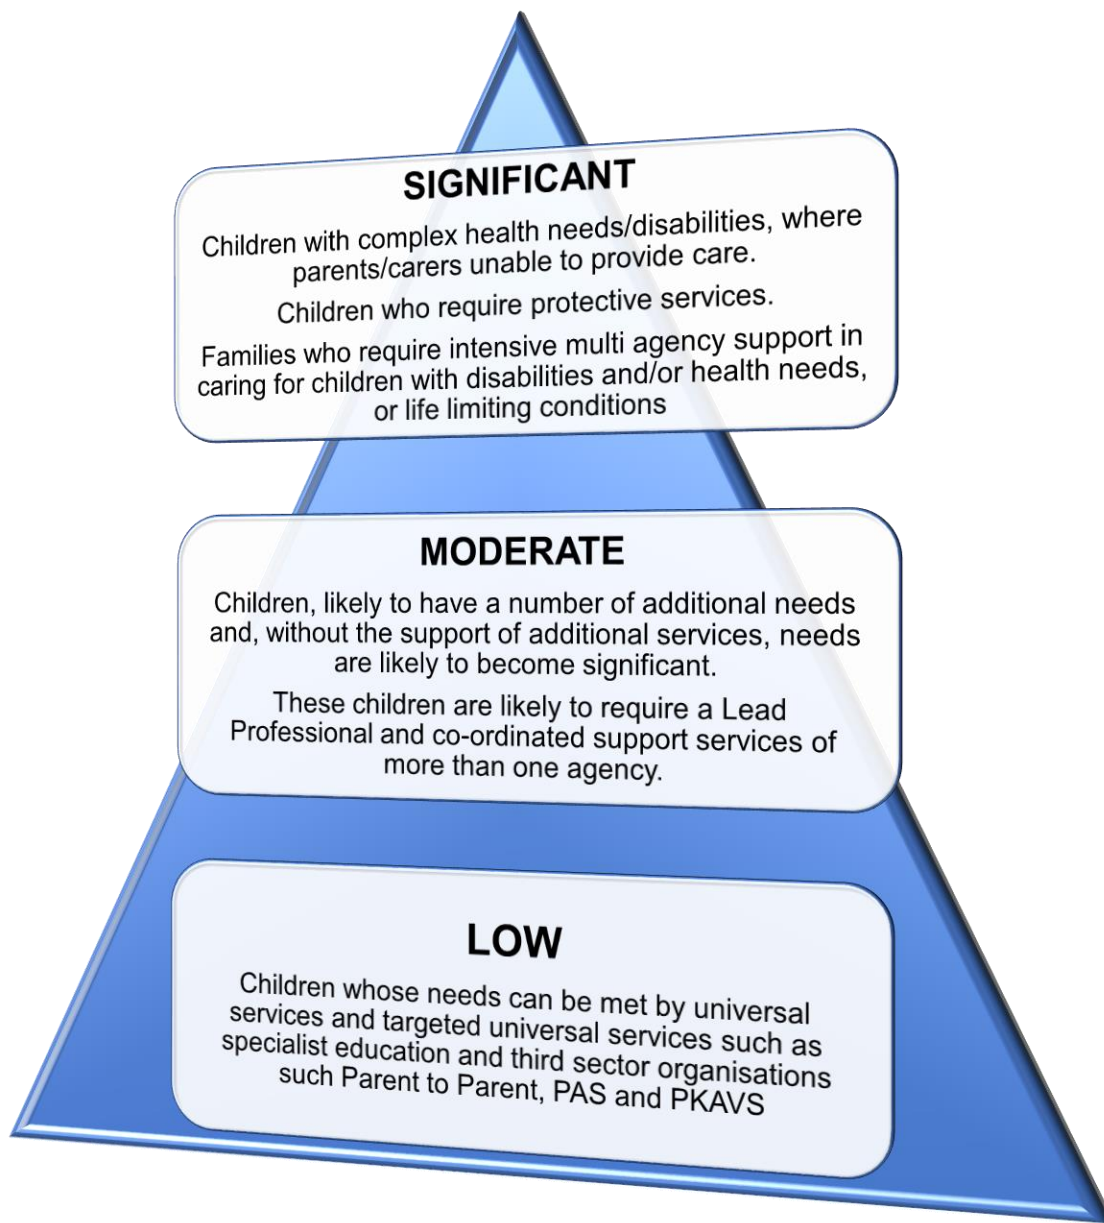 SIGNIFICANT
Children with complex health needs/disabilities, where
parents/carers unable to provide care.
Children who require protective services.
Families who require intensive multi agency support in
caring for children with disabilities and/or health needs,
or life limiting conditions
MODERATE
Children, likely to have a number of additional needs
and, without the support of additional services, needs
are likely to become significant.
These children are likely to require a Lead
Professional and co-ordinated support services of
more than one agency.
LOW
Children whose needs can be met by universal
services and targeted universal services such as
specialist education and third sector organisations
such Parent to Parent, PAS and PKAVS